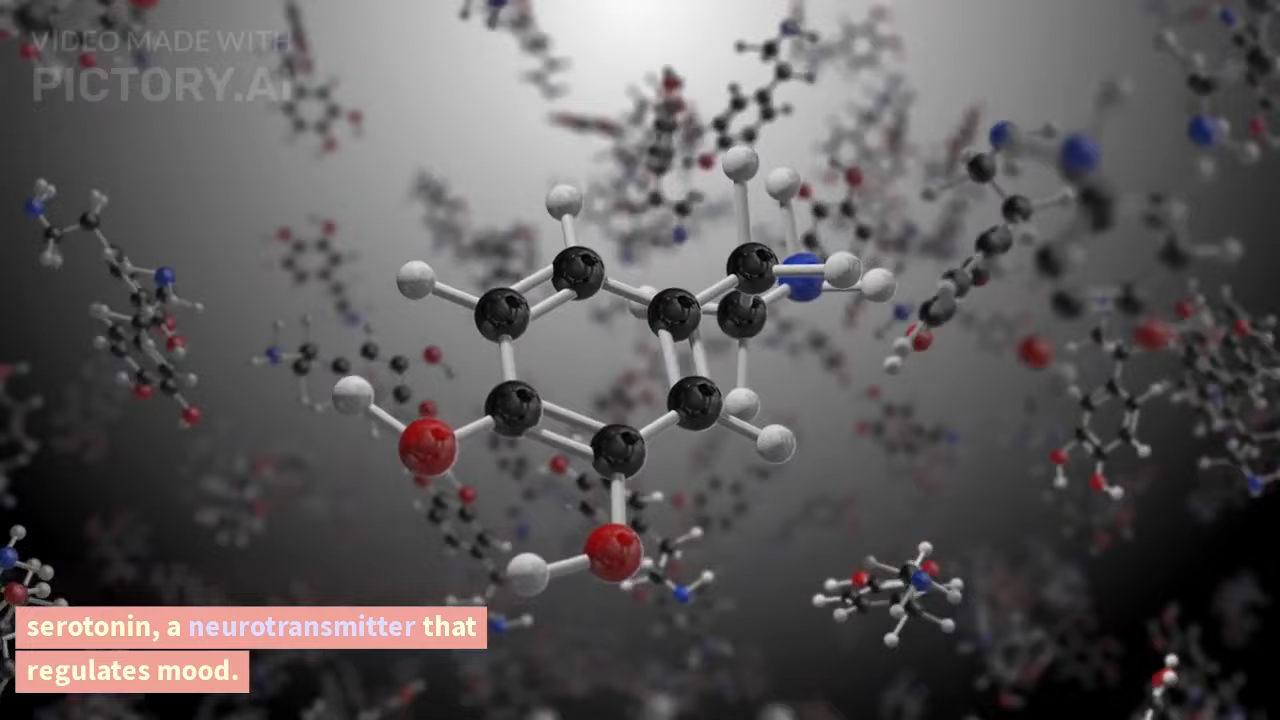 VIDEO MADE WITH
PICTORY.AI
serotonin, a neurotransmitter that
regulates mood.